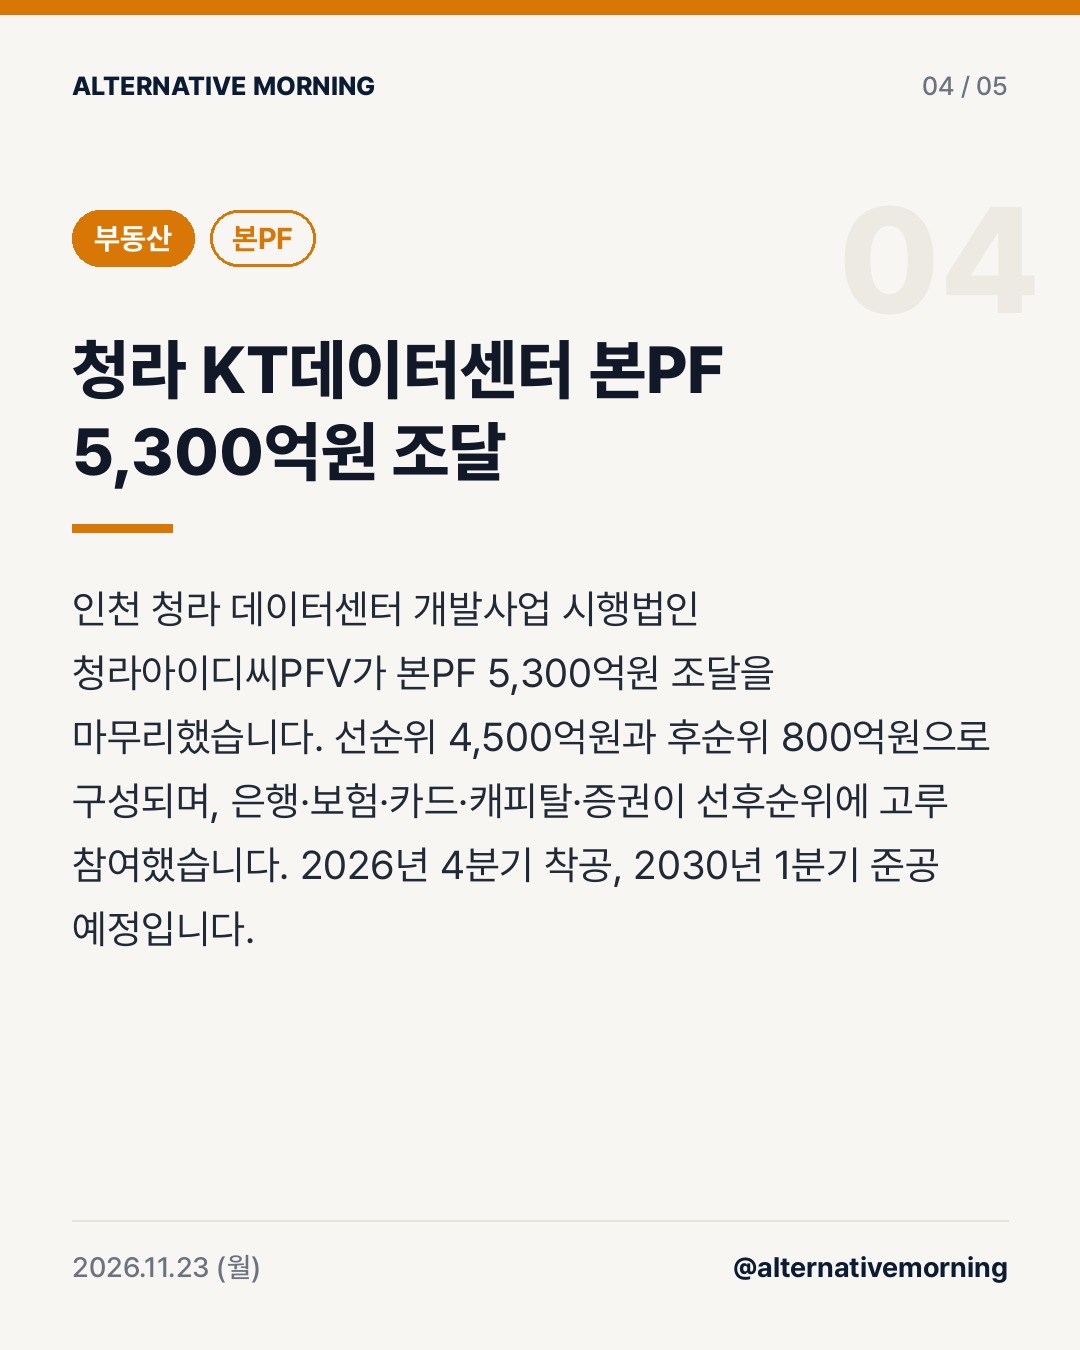 ALTERNATIVE MORNING
04 / 05
부동산
본PF
04
청라 KT데이터센터 본PF
5,300억원 조달
인천 청라 데이터센터 개발사업 시행법인
청라아이디씨PFV가 본PF 5,300억원 조달을
마무리했습니다. 선순위 4,500억원과 후순위 800억원으로
구성되며, 은행·보험·카드·캐피탈·증권이 선후순위에 고루
참여했습니다. 2026년 4분기 착공, 2030년 1분기 준공
예정입니다.
2026.11.23 (월)
@alternativemorning